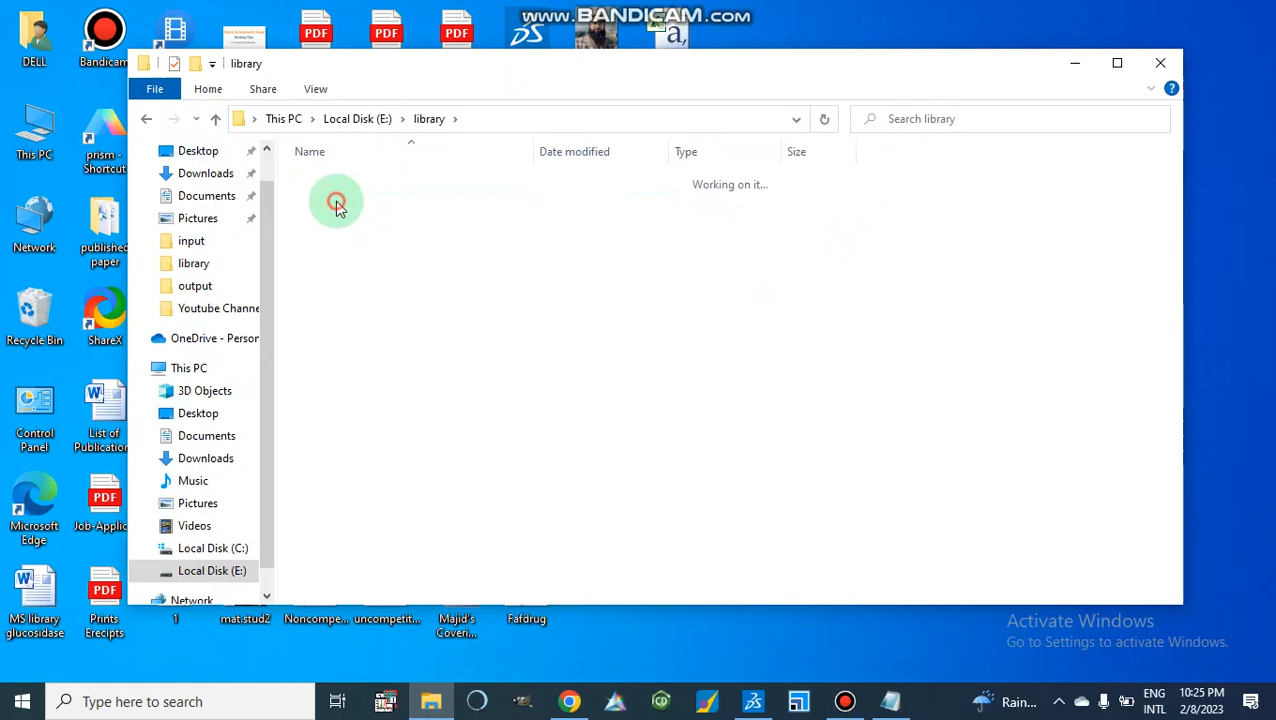 www.BANDICAM.com
DELL
Bandicam
PDF
PDF
PDF
a,
library
File
Home
Share
View
This PC
Local Disk (E:)
library
Search library
Name
Date modified
Type
Size
Working on it...
Desktop
Downloads
Documents
Pictures
input
library
output
Youtube Channe
OneDrive - Person
This PC
3D Objects
Desktop
Documents
Downloads
Music
Pictures
Videos
Local Disk (C:)
Local Disk (E:)
Network
This PC
prism -
Shortcut
Network
published
paper
Recycle Bin
ShareX
Control
Panel
List of
Publication
Microsoft
Edge
PDF
Job-Applic
MS library
glucosidase
PDF
Prints
Erecipts
1
mat.stud2
Noncompe...
uncompetit...
Majid's
Coveri...
Fafdrug
Activate Windows
Go to Settings to activate Windows.
Type here to search
Rain...
ENG
INTL
10:25 PM
2/8/2023